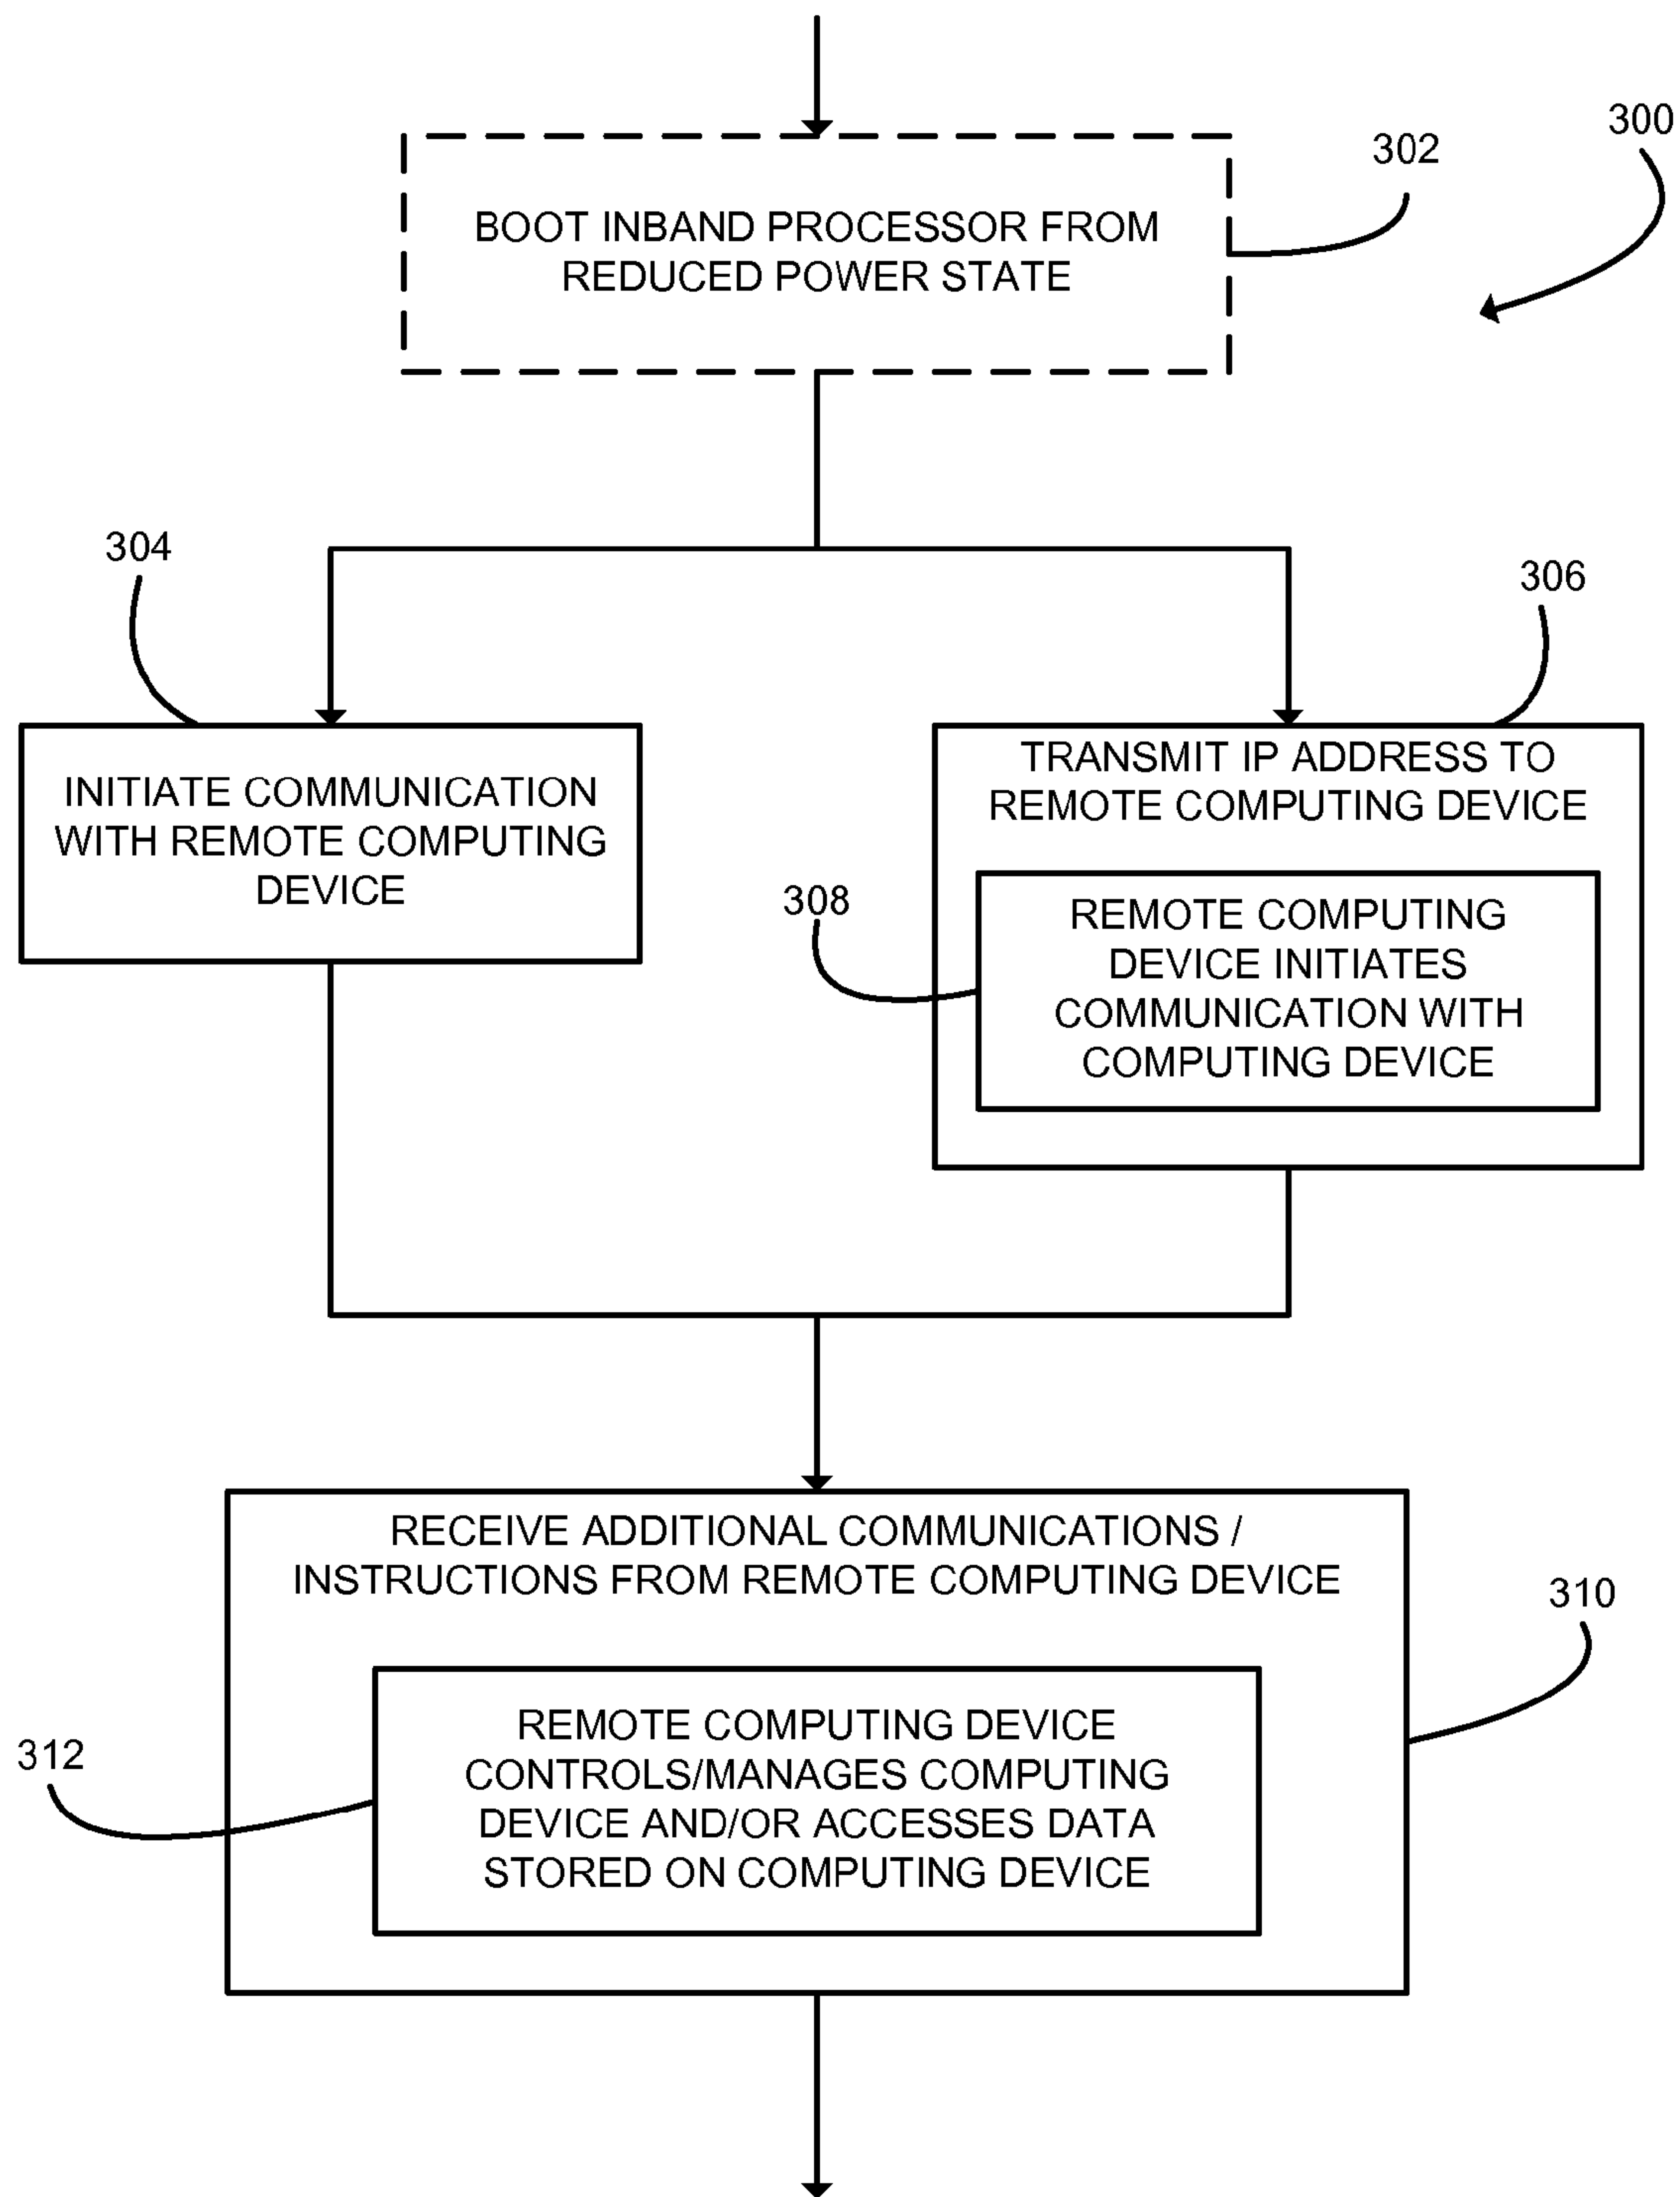 300
302
BOOT INBAND PROCESSOR FROM
REDUCED POWER STATE
304
306
INITIATE COMMUNICATION
WITH REMOTE COMPUTING
DEVICE
TRANSMIT IP ADDRESS TO
REMOTE COMPUTING DEVICE
308
REMOTE COMPUTING
DEVICE INITIATES
COMMUNICATION WITH
COMPUTING DEVICE
RECEIVE ADDITIONAL COMMUNICATIONS /
INSTRUCTIONS FROM REMOTE COMPUTING DEVICE
310
312
REMOTE COMPUTING DEVICE
CONTROLS/MANAGES COMPUTING
DEVICE AND/OR ACCESSES DATA
STORED ON COMPUTING DEVICE